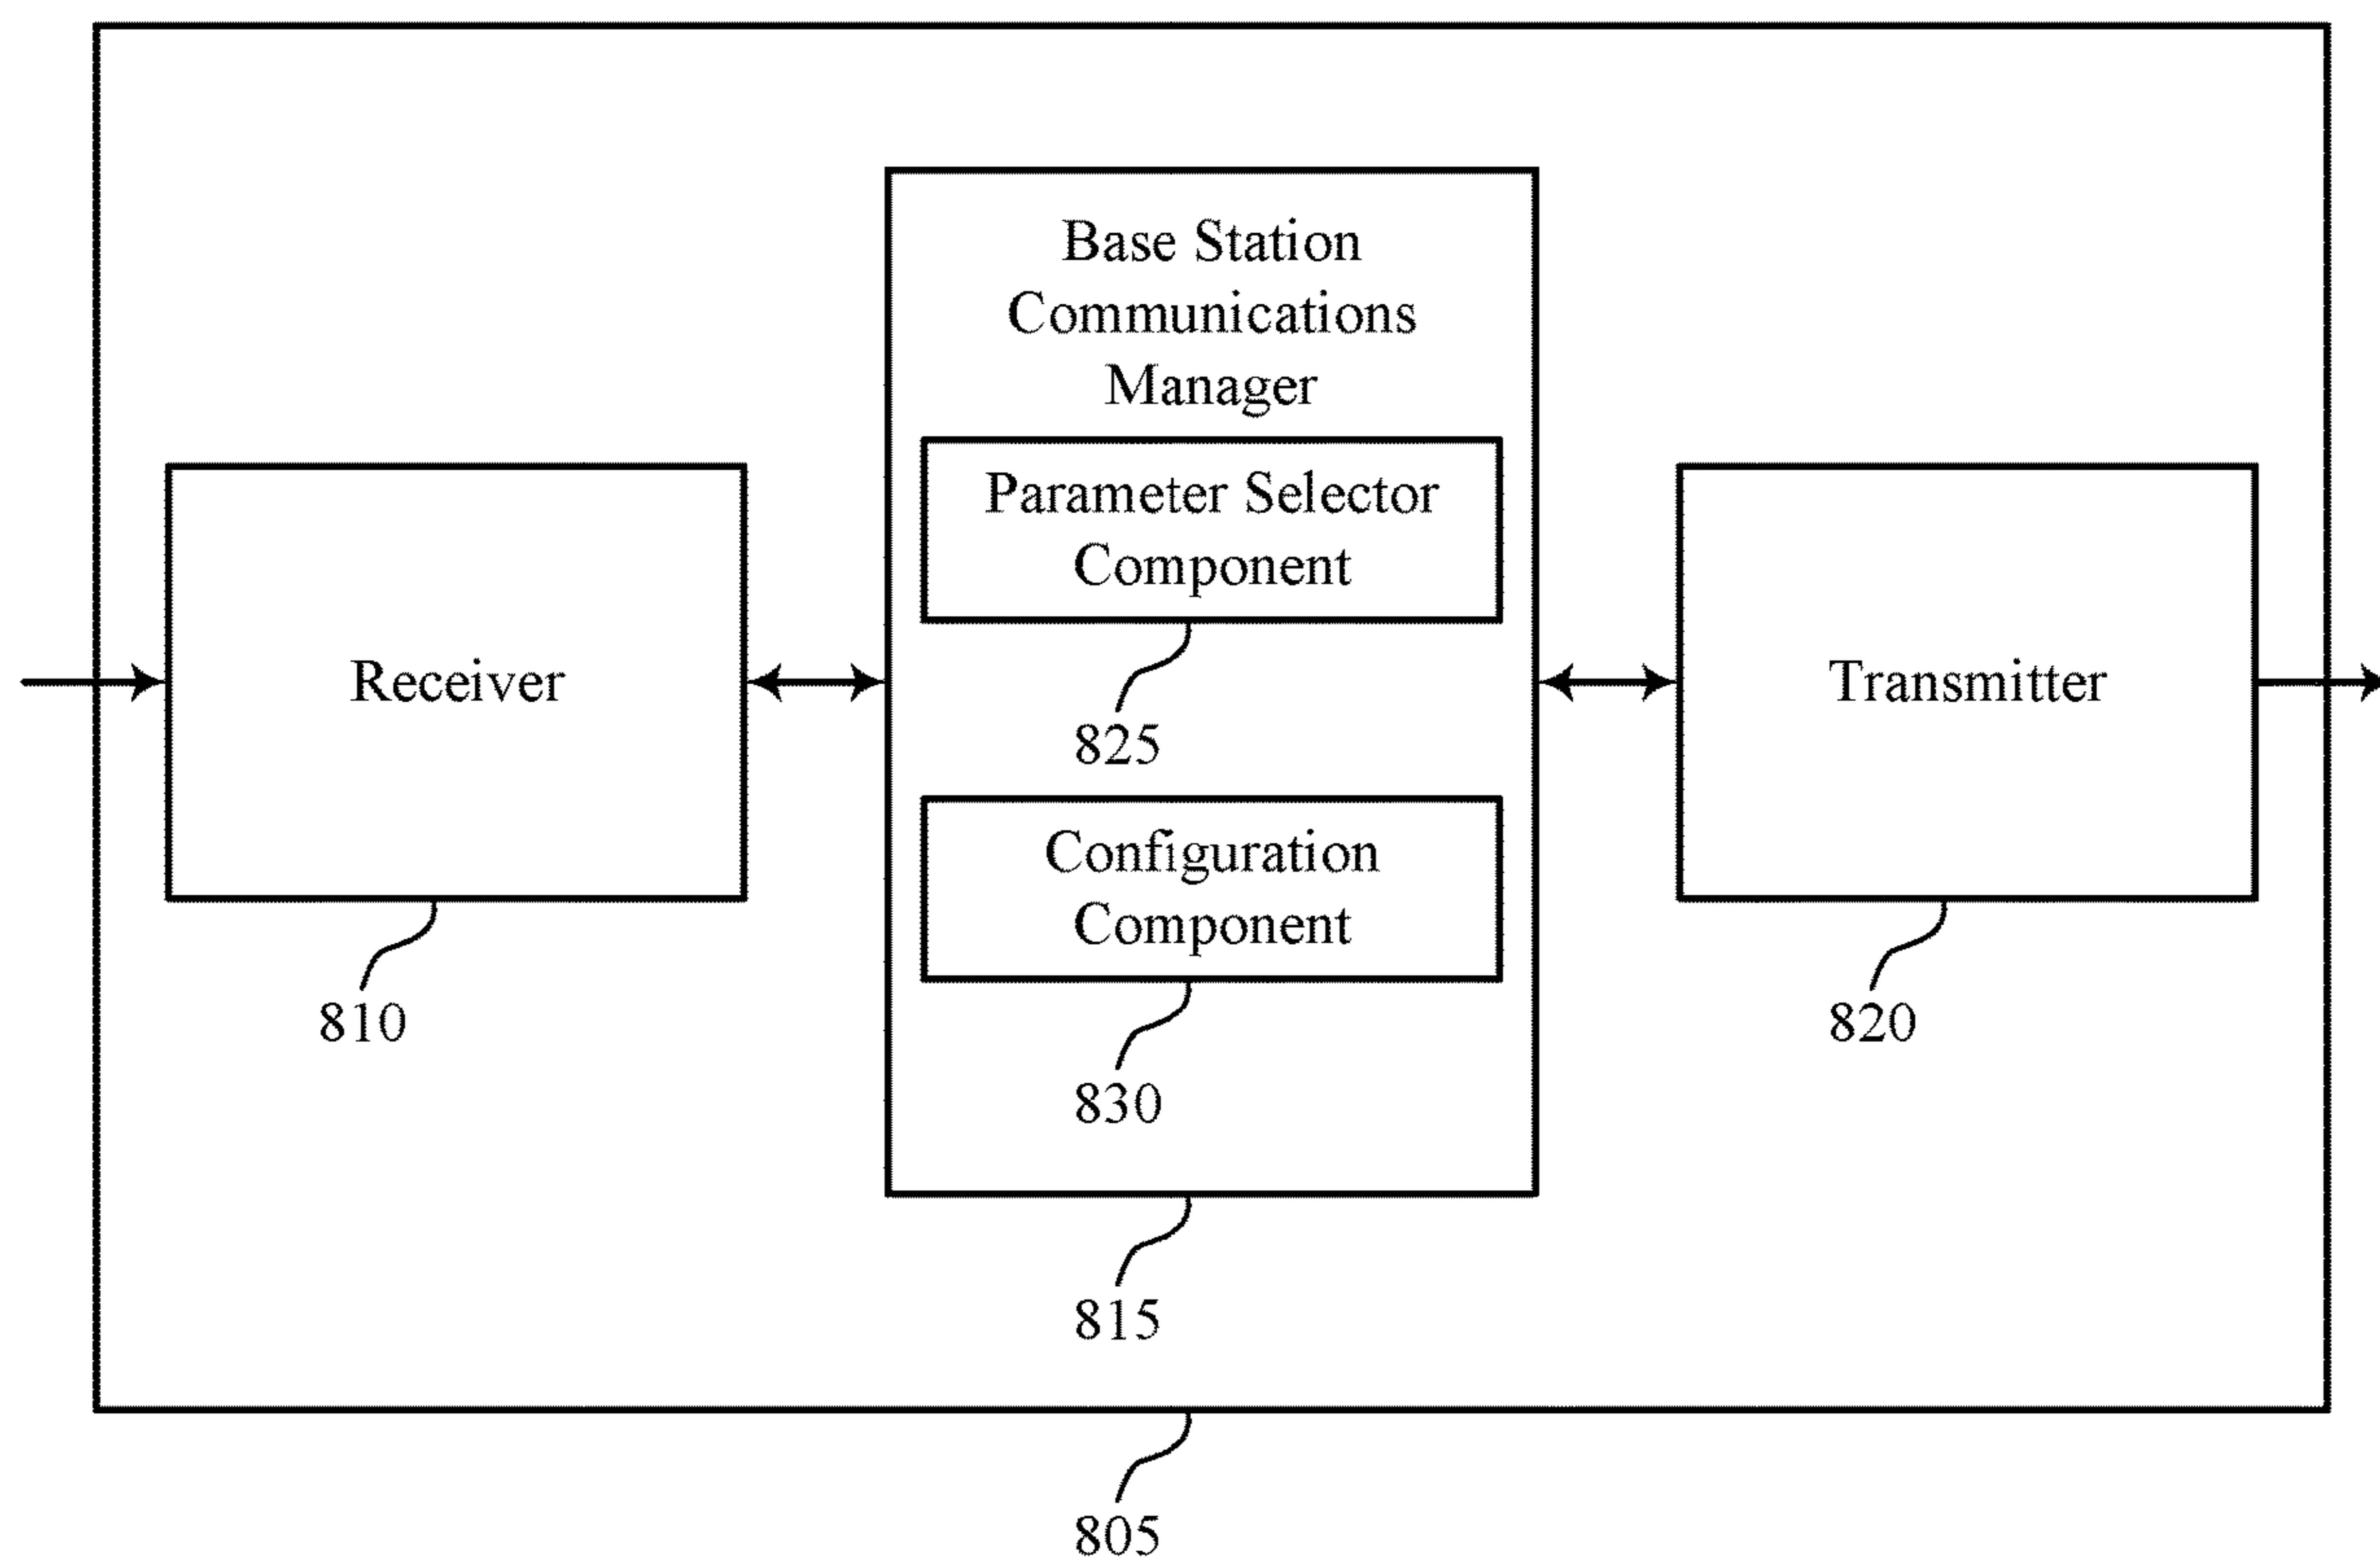 Base Station
Communications
Manager
Parameter Selector
Component
825
Configuration
Component
830
815
Receiver
810
Transmitter
820
805